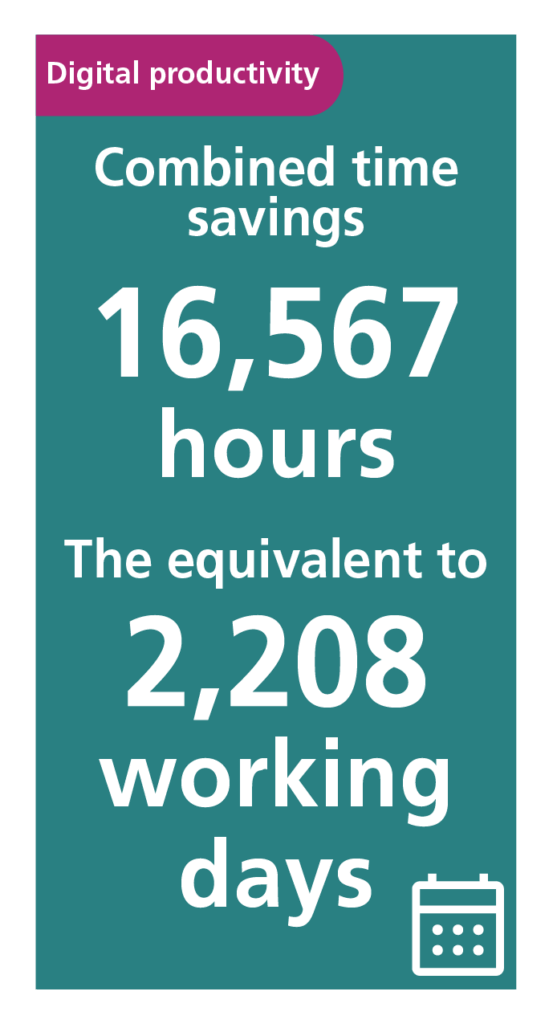 Digital productivity
Combined time
savings
16,567
hours
The equivalent to
2,208
working
days